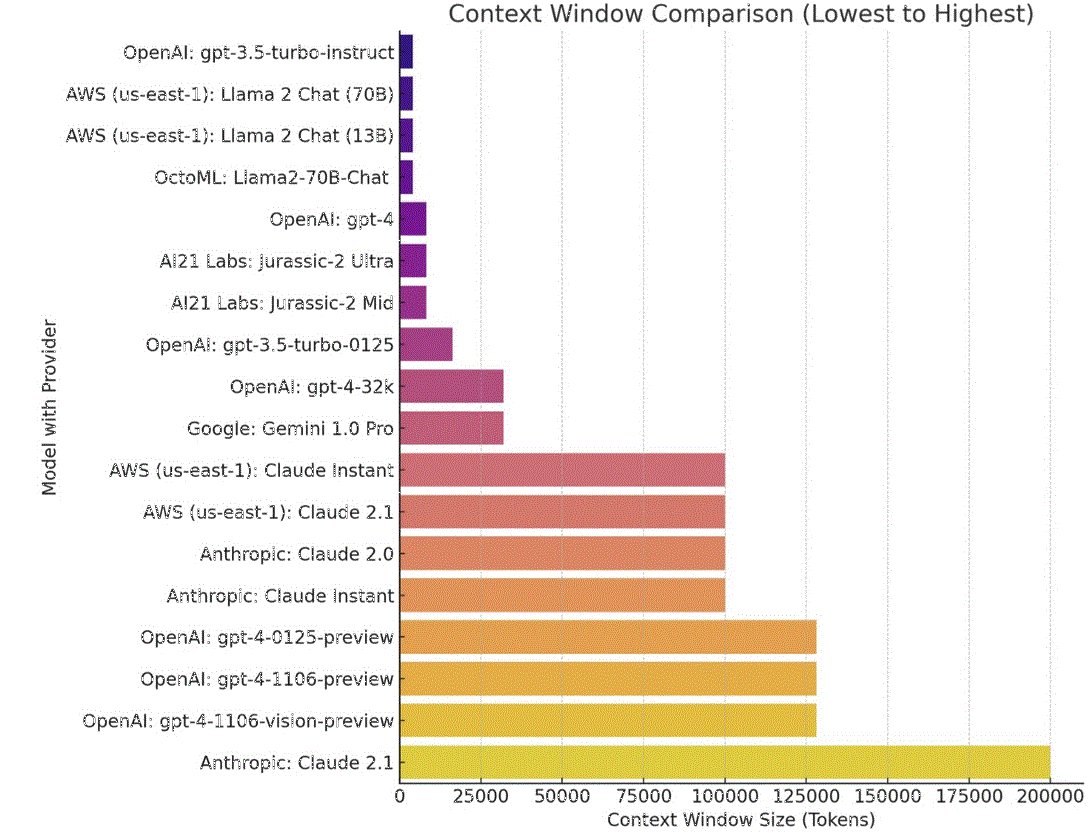 Context Window Comparison (Lowest to Highest)
OpenAI: gpt-3.5-turbo-instruct
AWS (us-east-1): Llama 2 Chat (70B)
AWS (us-east-1): Llama 2 Chat (13B)
OctoML: Llama2-70B-Chat
OpenAI: gpt-4
AI21 Labs: Jurassic-2 Ultra
AI21 Labs: Jurassic-2 Mid
OpenAI: gpt-3.5-turbo-0125
OpenAI: gpt-4-32k
Google: Gemini 1.0 Pro
AWS (us-east-1): Claude Instant
AWS (us-east-1): Claude 2.1
Anthropic: Claude 2.0
Anthropic: Claude Instant
OpenAI: gpt-4-0125-preview
OpenAI: gpt-4-1106-preview
OpenAI: gpt-4-1106-vision-preview
Anthropic: Claude 2.1
Model with Provider
0 25000 50000 75000 100000 125000 150000 175000 200000
Context Window Size (Tokens)